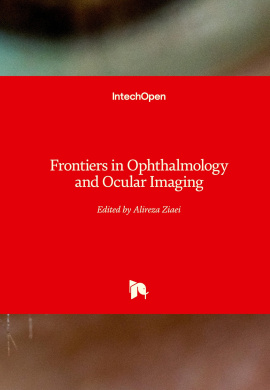 IntechOpen
Frontiers in Ophthalmology
and Ocular Imaging
Edited by Alireza Ziaei